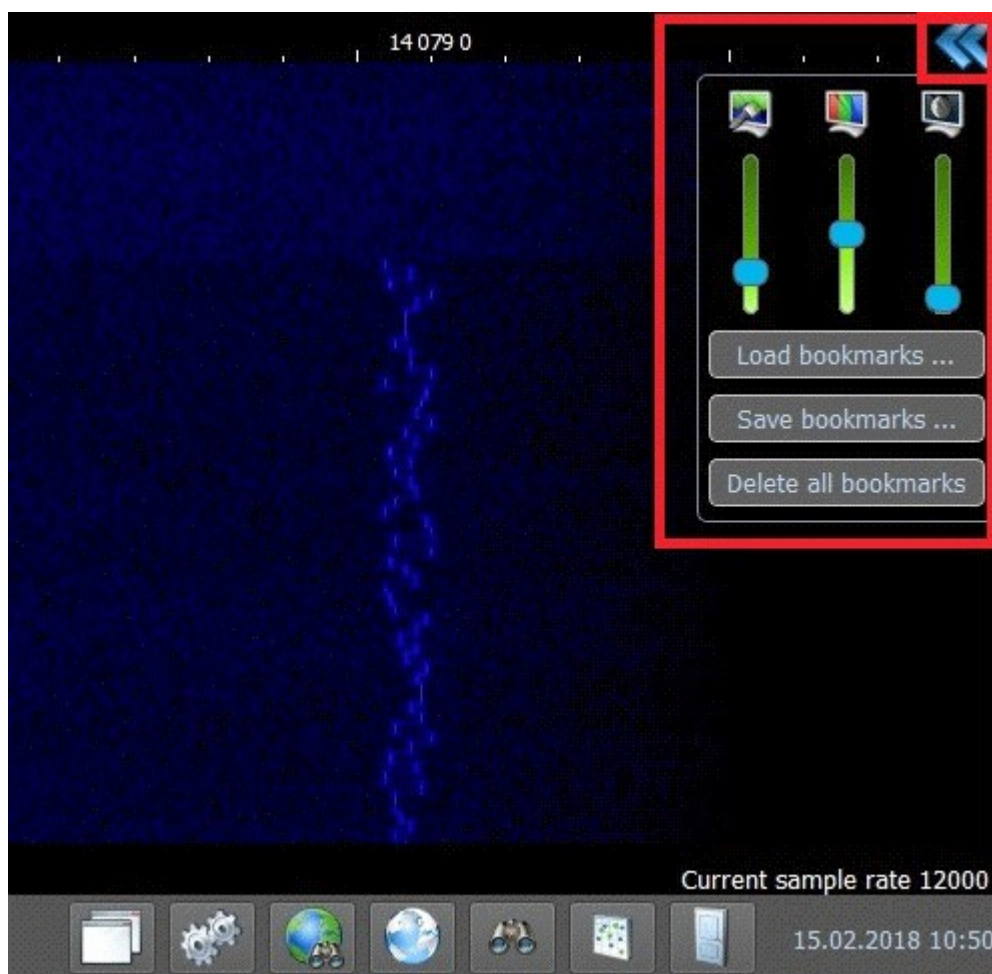 14 079 0
Load bookmarks ...
Save bookmarks ...
Delete all bookmarks
Current sample rate 12000
15.02.2018 10:50